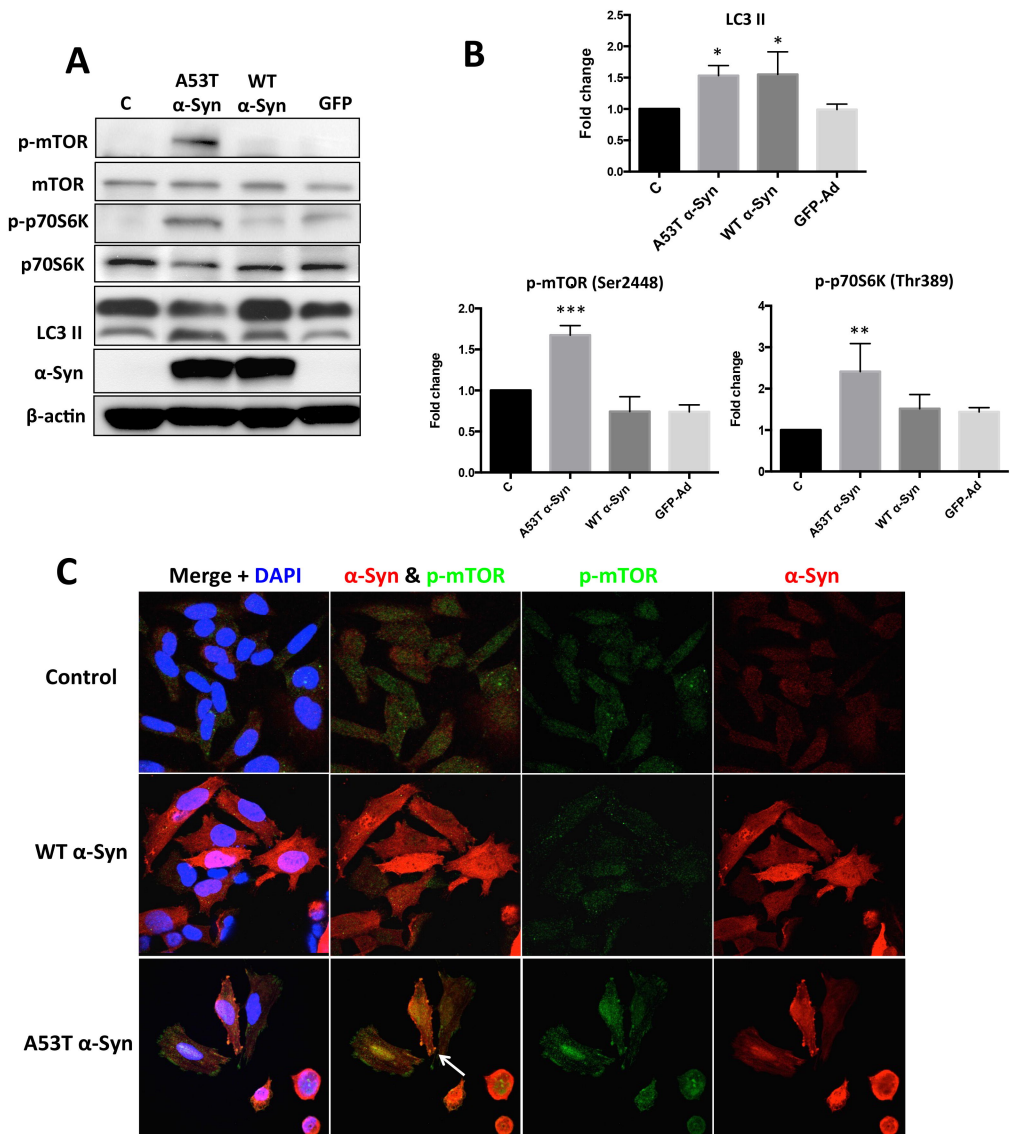 A
C
A53T
α-Syn
WT
α-Syn
GFP
p-mTOR
mTOR
p-p70S6K
p70S6K
LC3 II
α-Syn
β-actin
B
LC3 II
Fold change
2.5
2.0
1.5
1.0
0.5
0.0
*
*
C
A53T α-Syn
WT α-Syn
GFP-Ad
p-mTOR (Ser2448)
Fold change
2.0
1.5
1.0
0.5
0.0
***
C
A53T α-Syn
WT α-Syn
GFP-Ad
p-p70S6K (Thr389)
Fold change
4
3
2
1
0
**
C
A53T α-Syn
WT α-Syn
GFP-Ad
C
Merge + DAPI
α-Syn & p-mTOR
p-mTOR
α-Syn
Control
WT α-Syn
A53T α-Syn